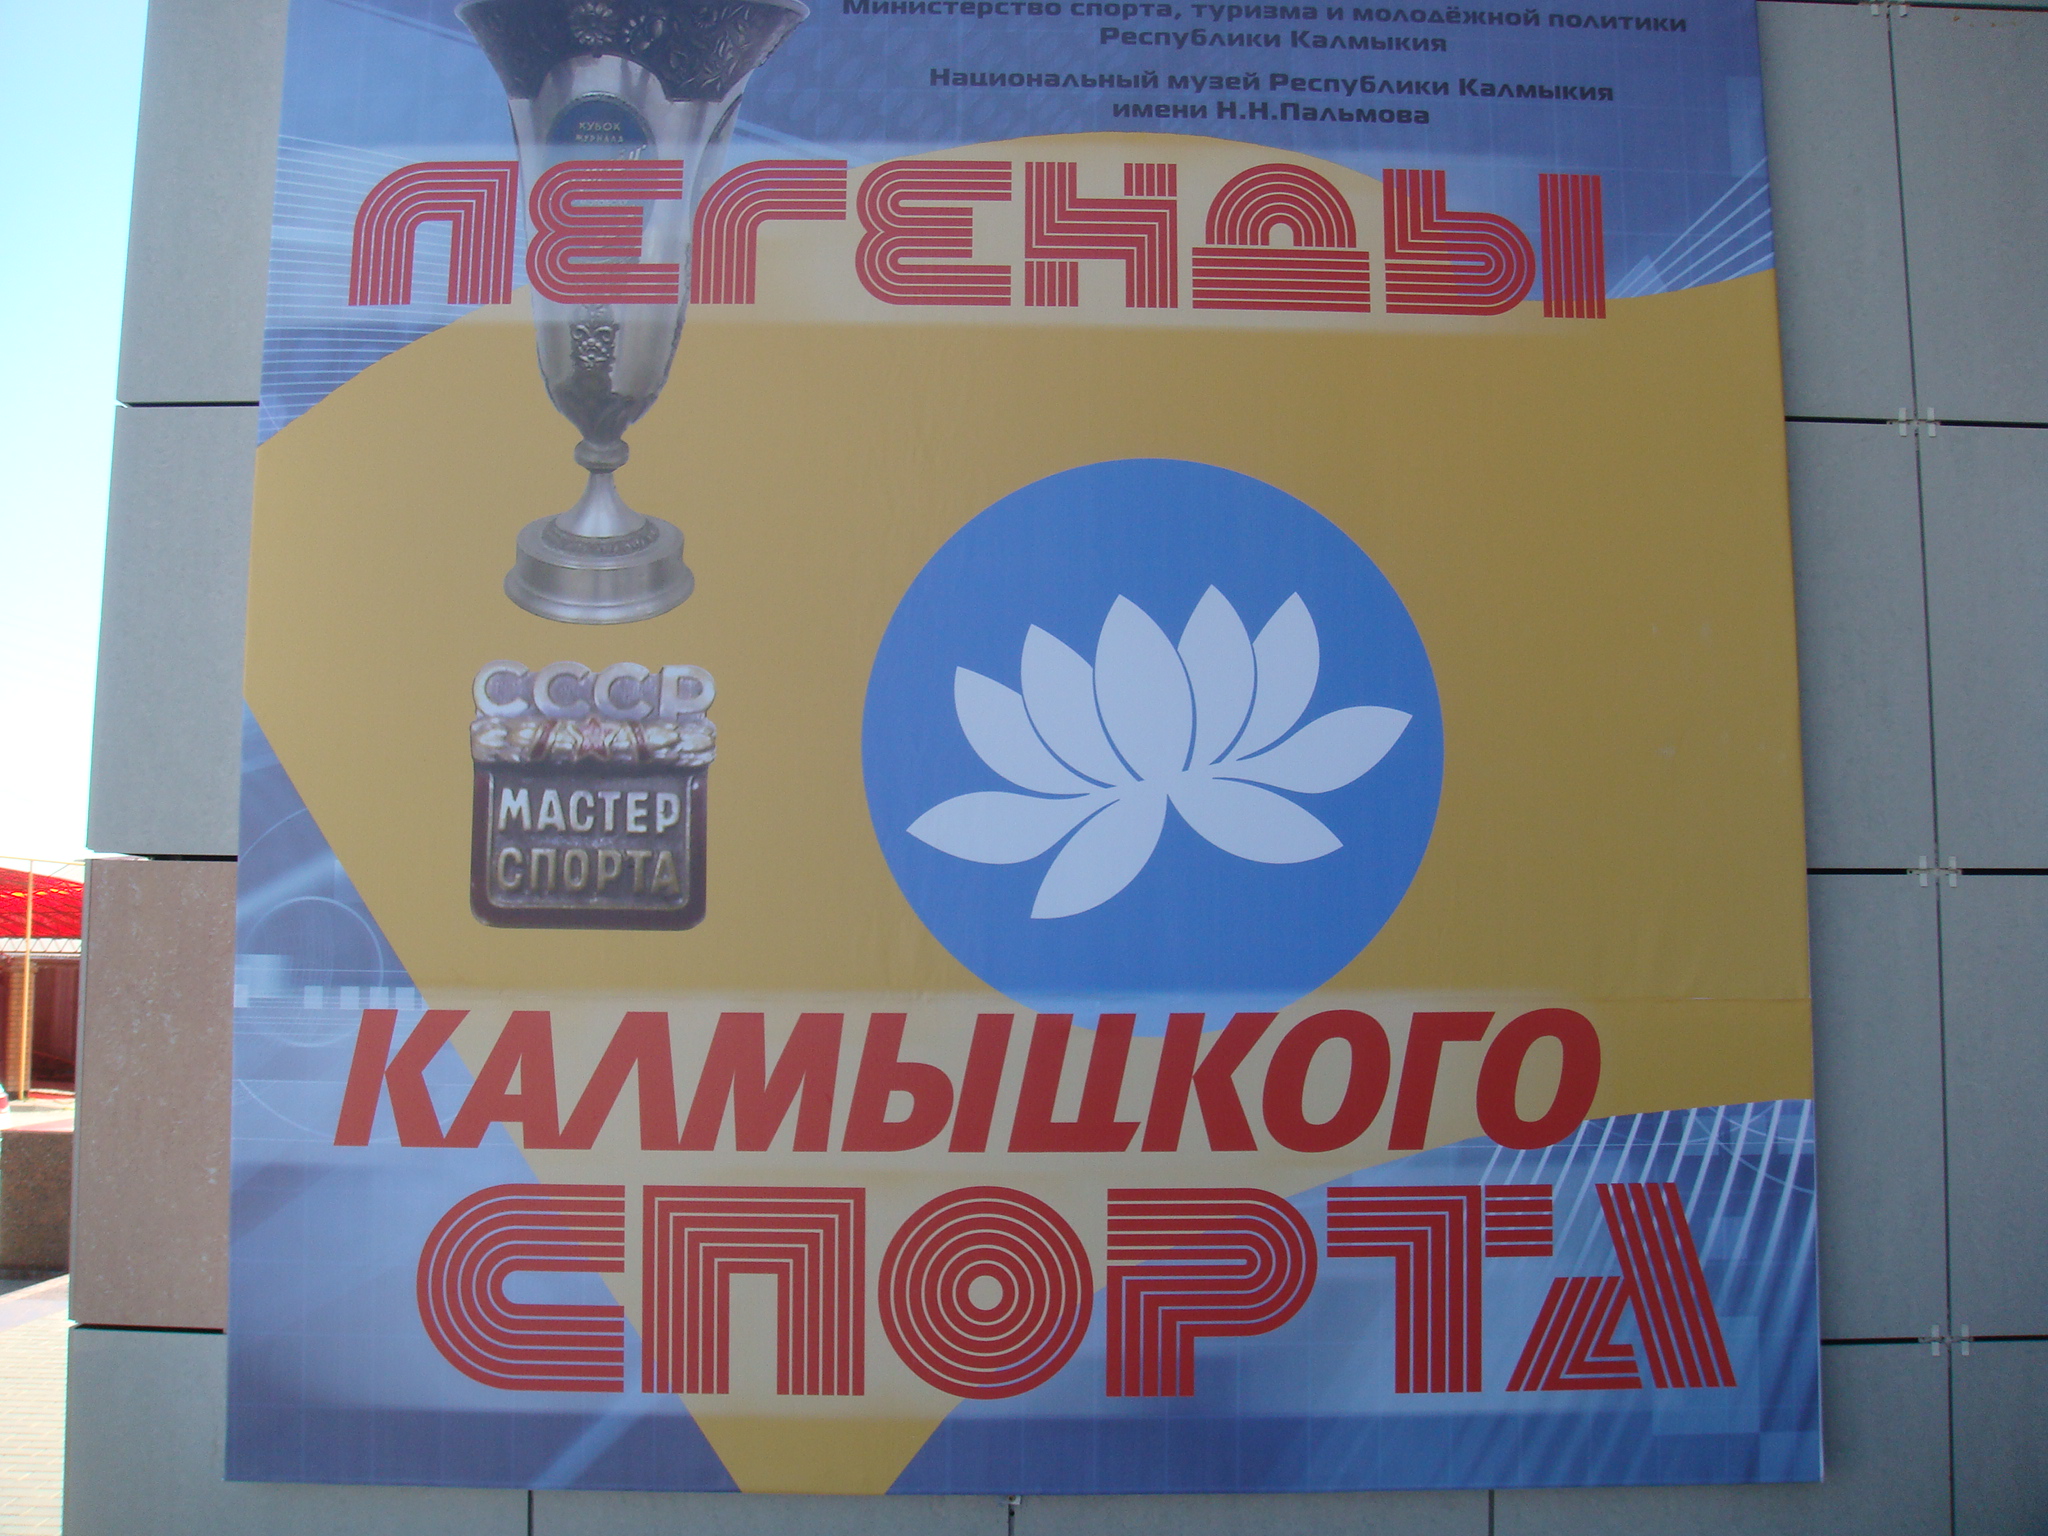 Министерство спорта, туризма и молодёжной политики
Республики Калмыкия
Национальный музей Республики Калмыкия
имени Н.Н.Пальмова
КУБОК
ЖУРНАЛА
ЛЕГЕНДЫ
СССР
МАСТЕР
СПОРТА
КАЛМЫЦКОГО
СПОРТА